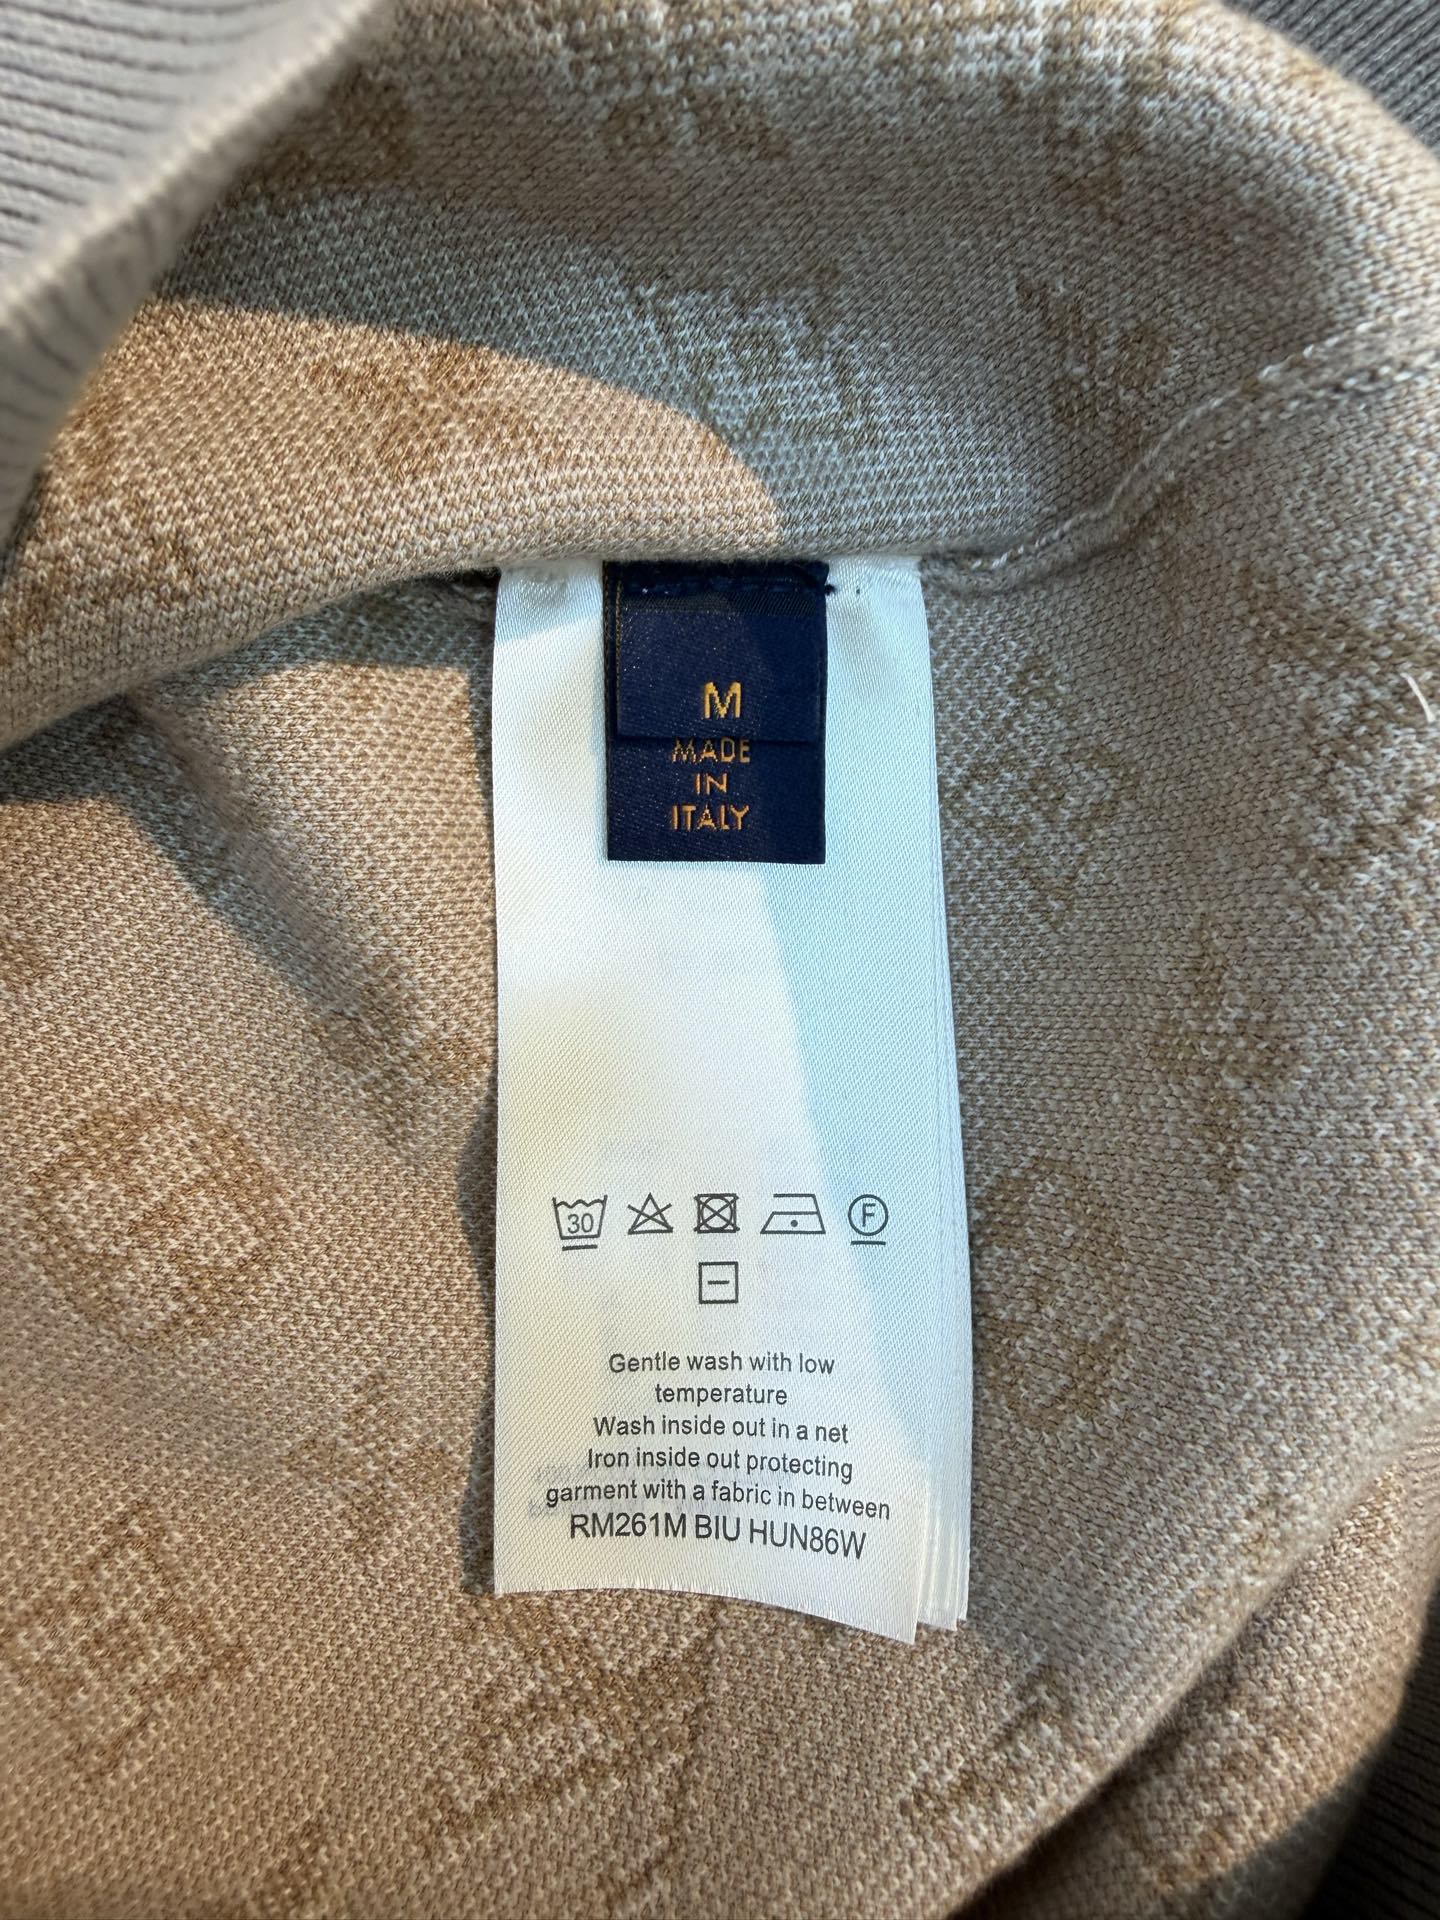 M
MADE
IN
ITALY
30
F
Gentle wash with low
temperature
Wash inside out in a net
Iron inside out protecting
garment with a fabric in between
RM261M BIU HUN86W